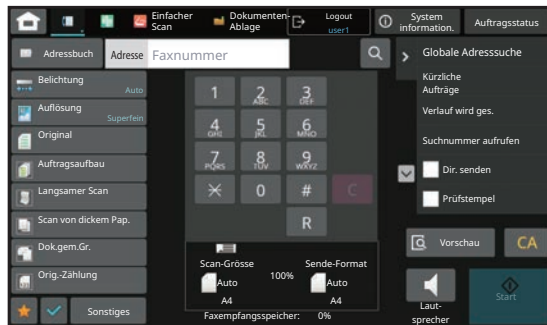 Einfacher
Scan
Dokumenten-
Ablage
Logout
user1
System
information.
Auftragsstatus
Adressbuch
Adresse
Faxnummer
Globale Adresssuche
Kürzliche
Aufträge
Verlauf wird ges.
Suchnummer aufrufen
Dir. senden
Prüfstempel
Belichtung
Auto
Auflösung
Superfein
Original
Auftragsaufbau
Langsamer Scan
Scan von dickem Pap.
Dok.gem.Gr.
Orig.-Zählung
Sonstiges
1
2
ABC
3
DEF
4
GHI
5
JKL
6
MNO
7
PQRS
8
TUV
9
WXYZ
0
#
C
R
Scan-Grösse
Auto
A4
100%
Sende-Format
Auto
A4
Faxempfangsspeicher: 0%
Vorschau
CA
Laut-
sprecher
Start